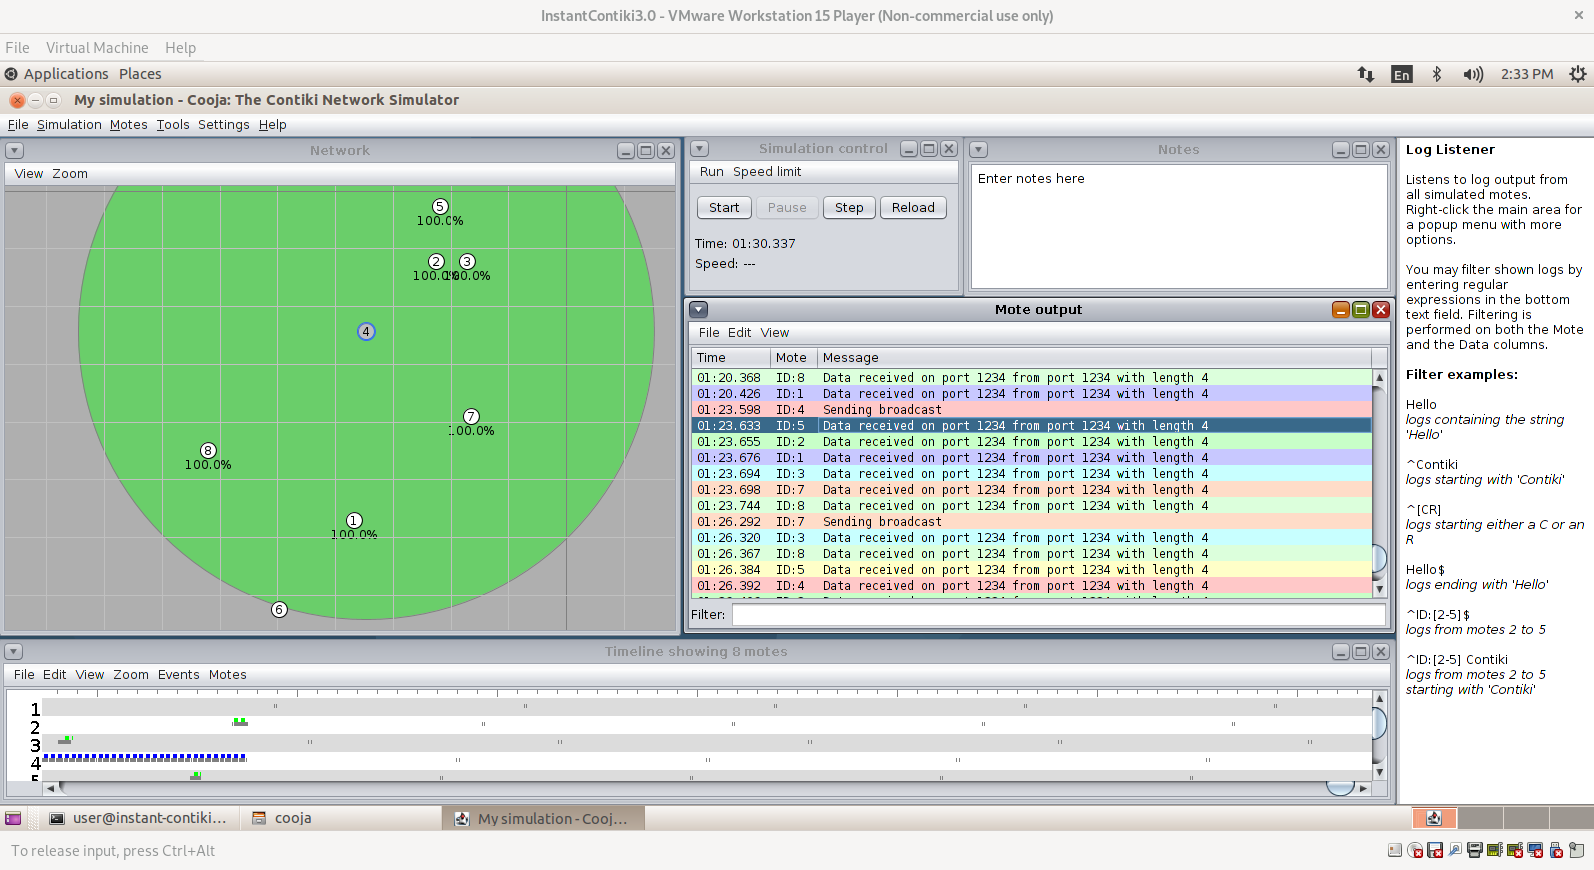 InstantContiki3.0 - VMware Workstation 15 Player (Non-commercial use only)
File Virtual Machine Help
Applications Places
En 2:33 PM
My simulation - Cooja: The Contiki Network Simulator
File Simulation Motes Tools Settings Help
Network
View Zoom
5
100.0%
2 3
100.0% 100.0%
4
7
100.0%
8
100.0%
1
100.0%
6
Simulation control
Run Speed limit
Start Pause Step Reload
Time: 01:30.337
Speed: ---
Notes
Enter notes here
Mote output
File Edit View
Time Mote Message
01:20.368 ID:8 Data received on port 1234 from port 1234 with length 4
01:20.426 ID:1 Data received on port 1234 from port 1234 with length 4
01:23.598 ID:4 Sending broadcast
01:23.633 ID:5 Data received on port 1234 from port 1234 with length 4
01:23.655 ID:2 Data received on port 1234 from port 1234 with length 4
01:23.676 ID:1 Data received on port 1234 from port 1234 with length 4
01:23.694 ID:3 Data received on port 1234 from port 1234 with length 4
01:23.698 ID:7 Data received on port 1234 from port 1234 with length 4
01:23.744 ID:8 Data received on port 1234 from port 1234 with length 4
01:26.292 ID:7 Sending broadcast
01:26.320 ID:3 Data received on port 1234 from port 1234 with length 4
01:26.367 ID:8 Data received on port 1234 from port 1234 with length 4
01:26.384 ID:5 Data received on port 1234 from port 1234 with length 4
01:26.392 ID:4 Data received on port 1234 from port 1234 with length 4
Filter:
Log Listener
Listens to log output from
all simulated motes.
Right-click the main area for
a popup menu with more
options.
You may filter shown logs by
entering regular
expressions in the bottom
text field. Filtering is
performed on both the Mote
and the Data columns.
Filter examples:
Hello
logs containing the string
'Hello'
^Contiki
logs starting with 'Contiki'
^[CR]
logs starting either a C or an
R
Hello$
logs ending with 'Hello'
^ID:[2-5]$
logs from motes 2 to 5
^ID:[2-5] Contiki
logs from motes 2 to 5
starting with 'Contiki'
Timeline showing 8 motes
File Edit View Zoom Events Motes
1
2
3
4
5
user@instant-contiki... cooja My simulation - Cooj...
To release input, press Ctrl+Alt